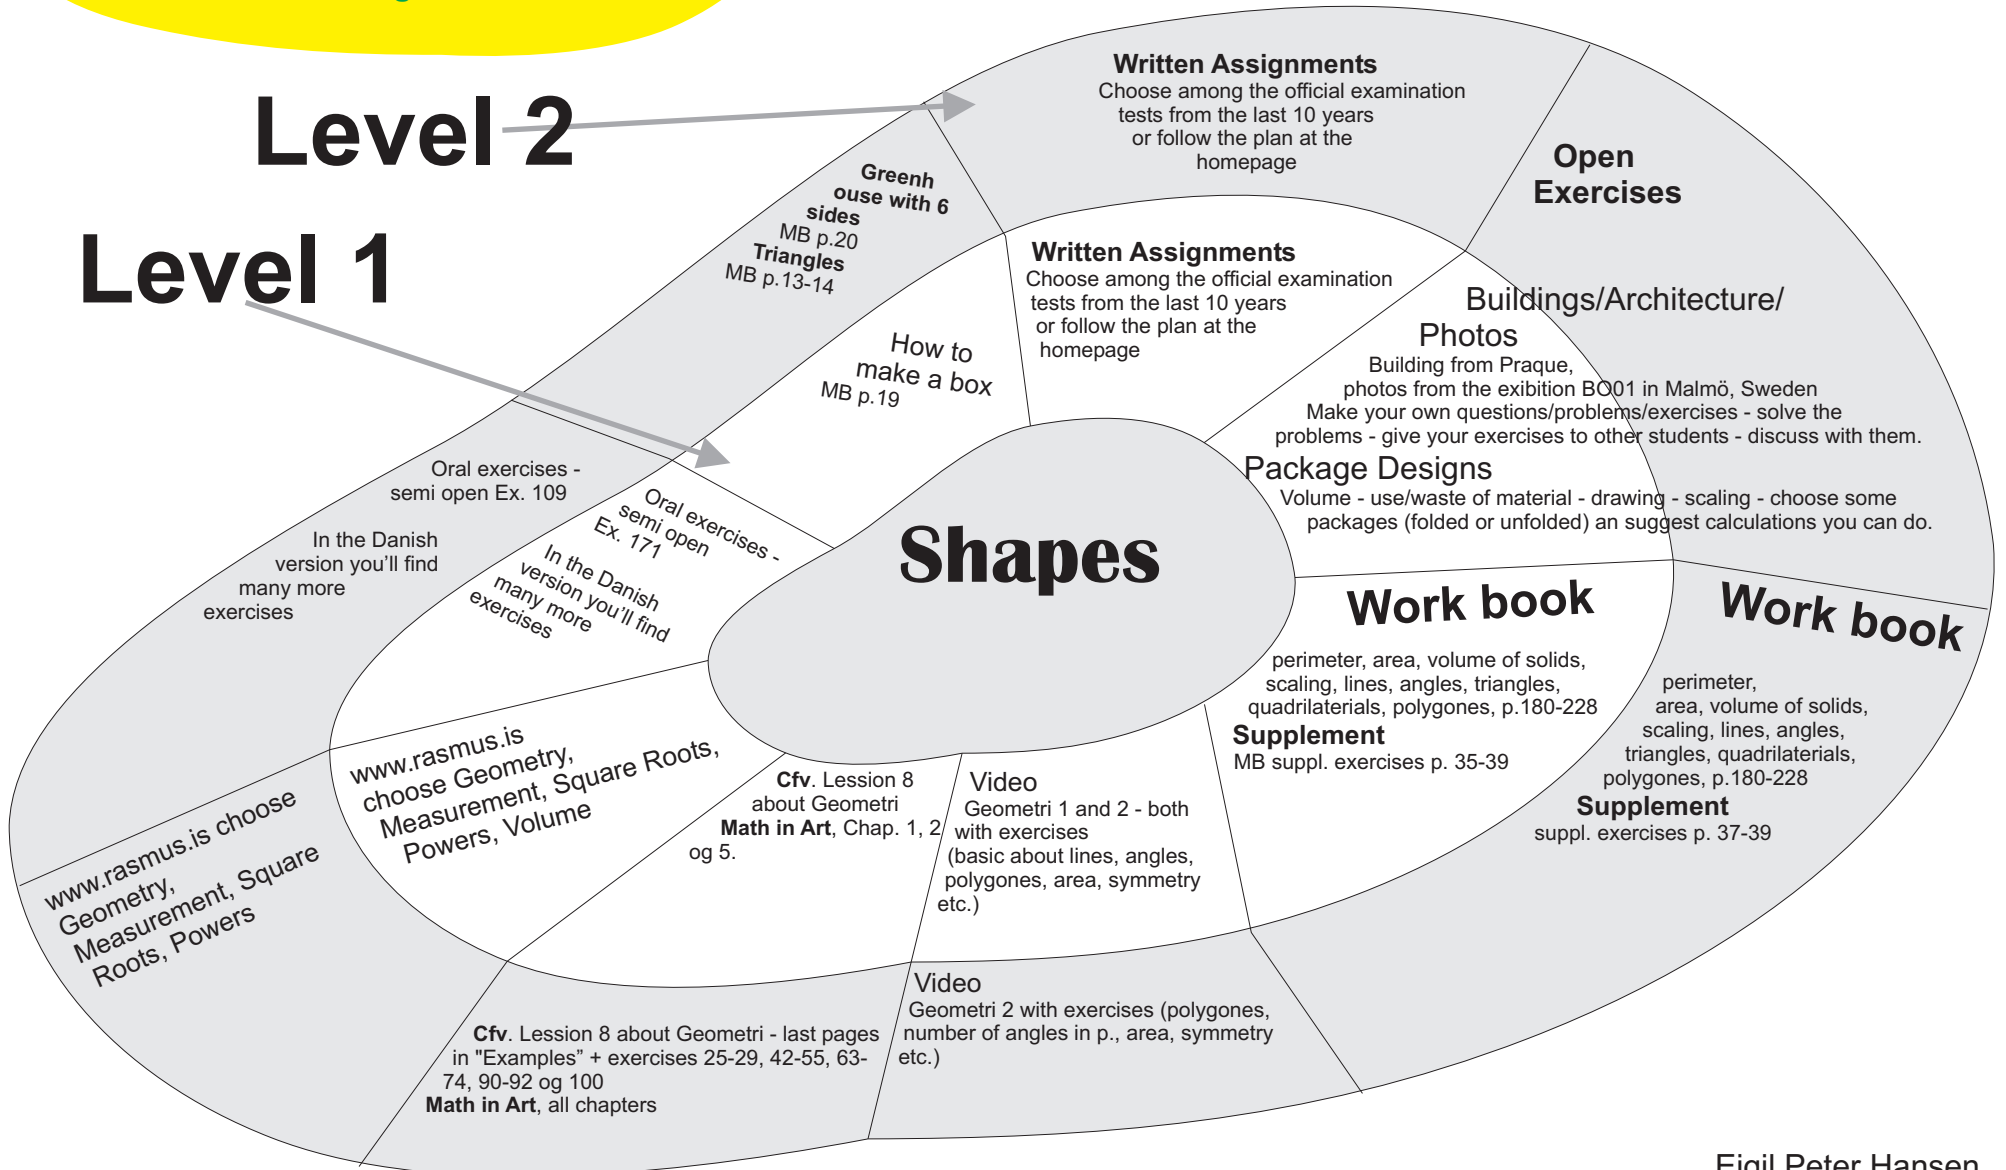 Level 2
Level 1
Written Assignments
Choose among the official examination
tests from the last 10 years
or follow the plan at the
homepage
Open
Exercises
Greenh
ouse with 6
sides
MB p.20
Triangles
MB p.13-14
Written Assignments
Choose among the official examination
tests from the last 10 years
or follow the plan at the
homepage
How to
make a box
MB p.19
Buildings/Architecture/
Photos
Building from Praque,
photos from the exibition BO01 in Malmö, Sweden
Make your own questions/problems/exercises - solve the
problems - give your exercises to other students - discuss with them.
Package Designs
Volume - use/waste of material - drawing - scaling - choose some
packages (folded or unfolded) an suggest calculations you can do.
Oral exercises -
semi open Ex. 109
In the Danish
version you'll find
many more
exercises
Oral exercises -
semi open
Ex. 171
In the Danish
version you'll find
many more
exercises
Shapes
Work book
perimeter, area, volume of solids,
scaling, lines, angles, triangles,
quadrilaterials, polygones, p.180-228
Supplement
MB suppl. exercises p. 35-39
Work book
perimeter,
area, volume of solids,
scaling, lines, angles,
triangles, quadrilaterials,
polygones, p.180-228
Supplement
suppl. exercises p. 37-39
www.rasmus.is
choose Geometry,
Measurement, Square Roots,
Powers, Volume
Cfv. Lession 8
about Geometri
Math in Art, Chap. 1, 2
og 5.
Video
Geometri 1 and 2 - both
with exercises
(basic about lines, angles,
polygones, area, symmetry
etc.)
www.rasmus.is choose
Geometry,
Measurement, Square
Roots, Powers
Cfv. Lession 8 about Geometri - last pages
in "Examples” + exercises 25-29, 42-55, 63-
74, 90-92 og 100
Math in Art, all chapters
Video
Geometri 2 with exercises (polygones,
number of angles in p., area, symmetry
etc.)
Eigil Peter Hansen